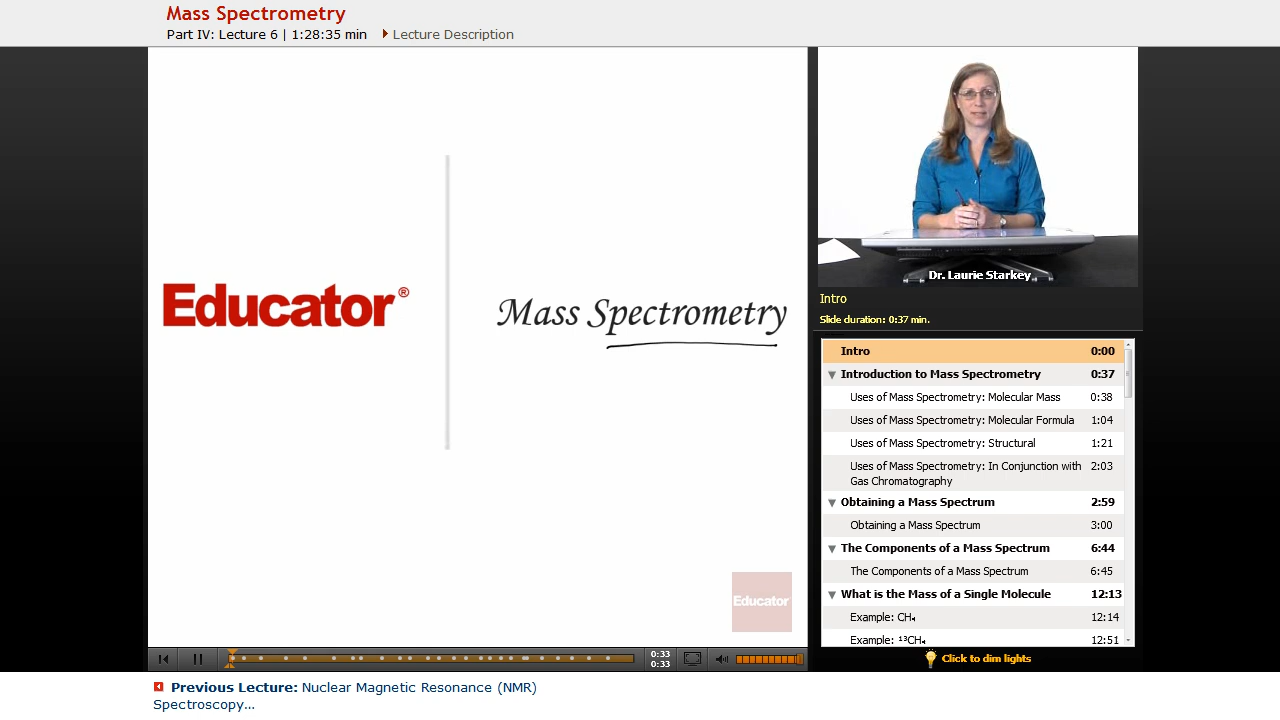 Mass Spectrometry
Part IV: Lecture 6 | 1:28:35 min Lecture Description
Educator®
Mass Spectrometry
Educator
Dr. Laurie Starkey
Intro
Slide duration: 0:37 min.
Intro 0:00
Introduction to Mass Spectrometry 0:37
Uses of Mass Spectrometry: Molecular Mass 0:38
Uses of Mass Spectrometry: Molecular Formula 1:04
Uses of Mass Spectrometry: Structural 1:21
Uses of Mass Spectrometry: In Conjunction with 2:03
Gas Chromatography
Obtaining a Mass Spectrum 2:59
Obtaining a Mass Spectrum 3:00
The Components of a Mass Spectrum 6:44
The Components of a Mass Spectrum 6:45
What is the Mass of a Single Molecule 12:13
Example: CH₄ 12:14
Example: ¹³CH₄ 12:51
0:33
0:33
Click to dim lights
Previous Lecture: Nuclear Magnetic Resonance (NMR)
Spectroscopy...